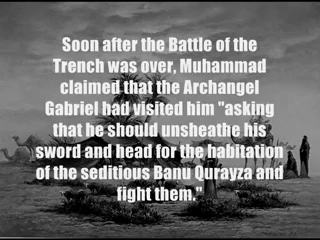 Soon after the Battle of the
Trench was over, Muhammad
claimed that the Archangel
Gabriel had visited him "asking
that he should unsheathe his
sword and head for the habitation
of the seditious Banu Qurayza and
fight them."